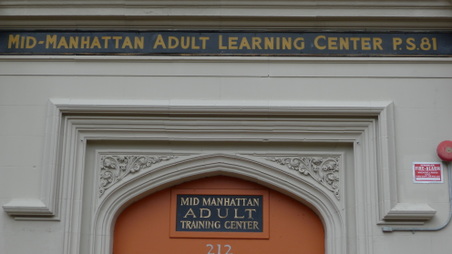 Mid-Manhattan Adult Learning Center P.S.81
MID MANHATTAN
ADULT
TRAINING CENTER
212